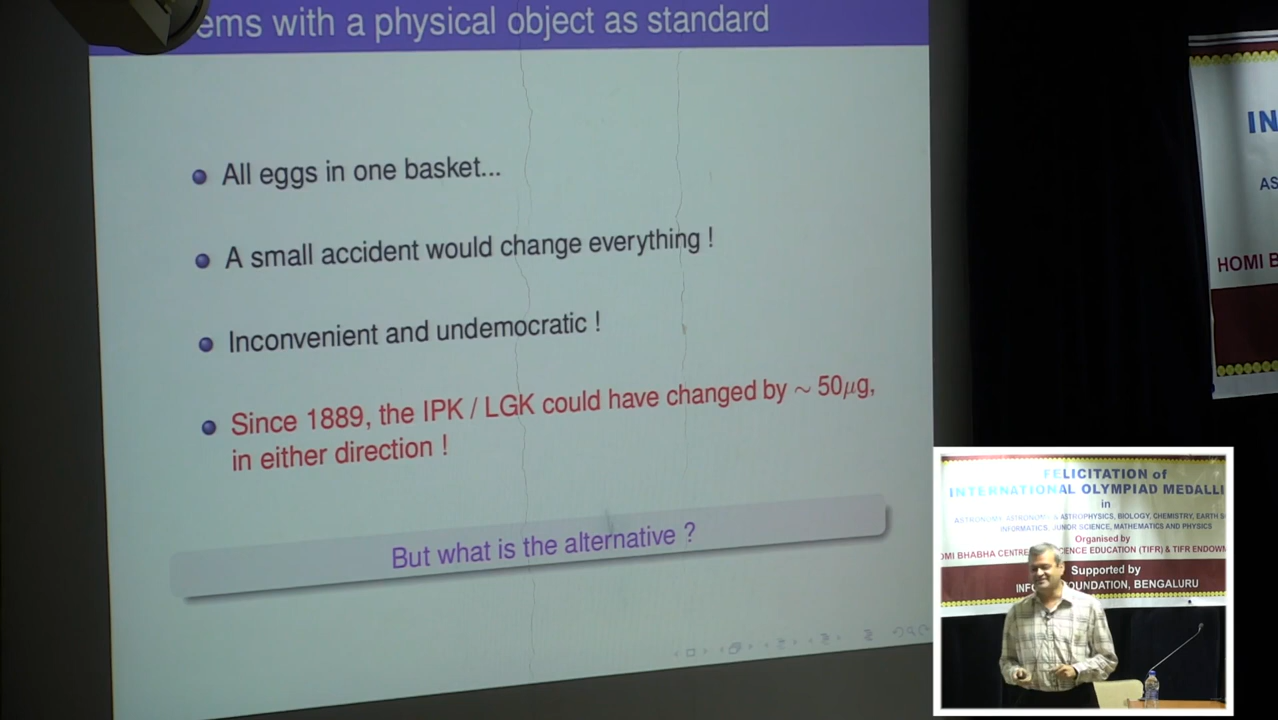 ems with a physical object as standard
All eggs in one basket...
A small accident would change everything !
Inconvenient and undemocratic !
Since 1889, the IPK / LGK could have changed by ~ 50μg,
in either direction !
But what is the alternative ?
IN
AS
HOMI B
FELICITATION of
INTERNATIONAL OLYMPIAD MEDALLI
in
ASTRONOMY, ASTRONOMY & ASTROPHYSICS, BIOLOGY, CHEMISTRY, EARTH S
INFORMATICS, JUNIOR SCIENCE, MATHEMATICS AND PHYSICS
Organised by
OMI BHABHA CENTRE SCIENCE EDUCATION (TIFR) & TIFR ENDOWM
Supported by
INFO FOUNDATION, BENGALURU